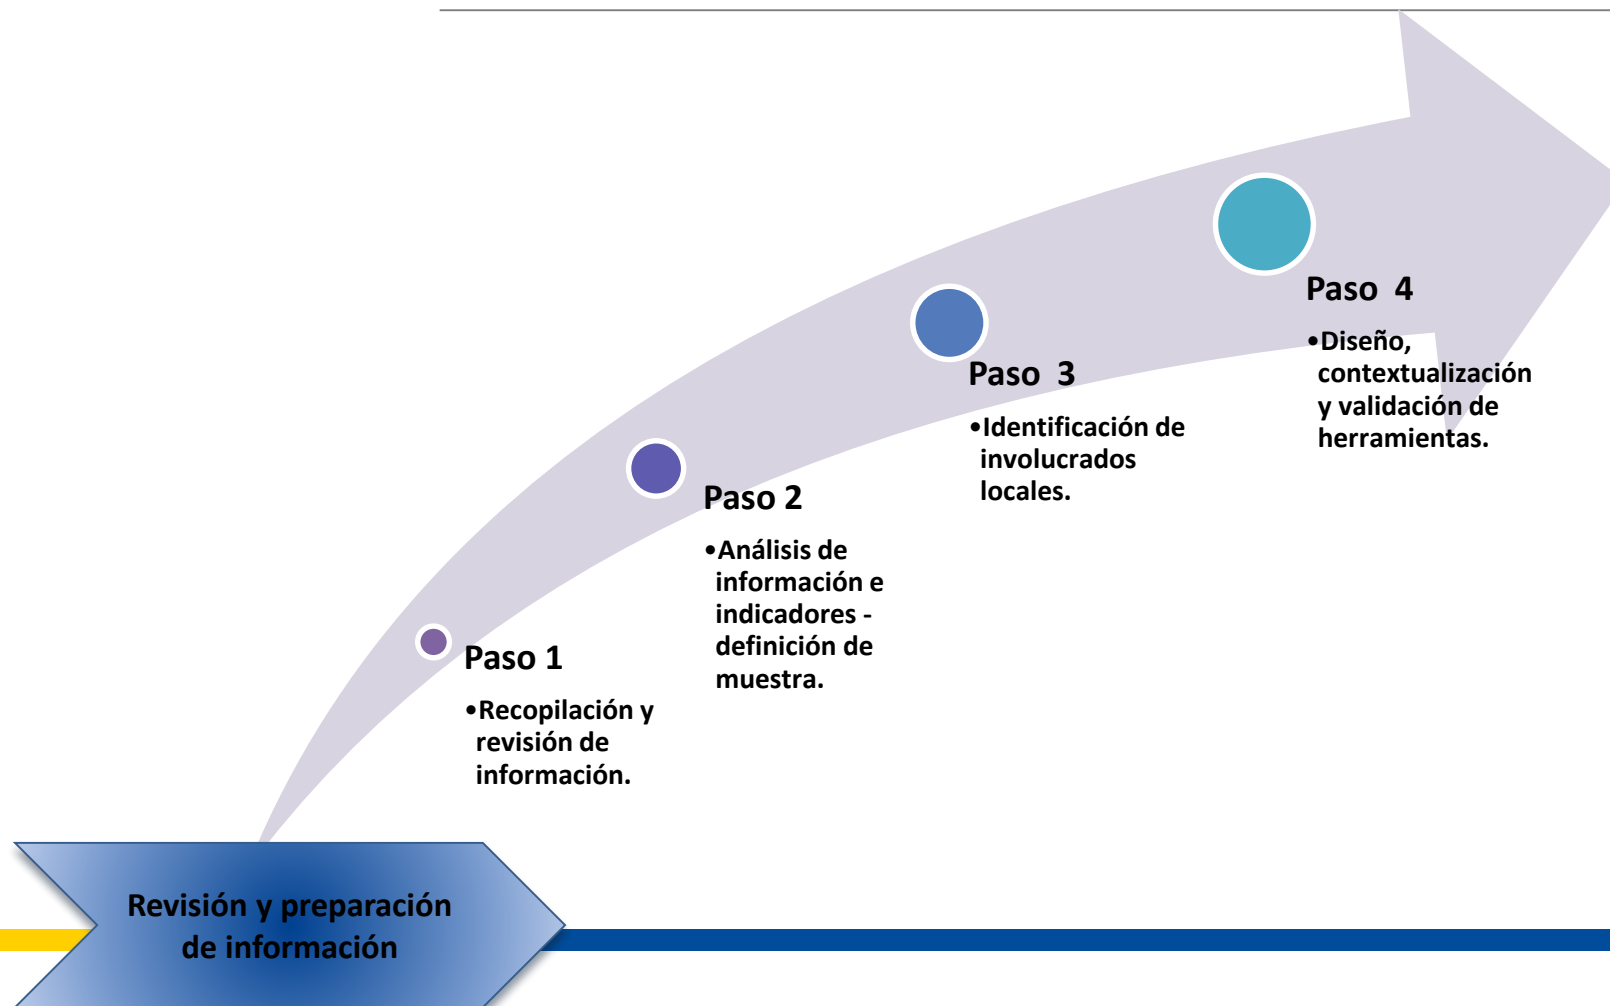 Paso 1
•Recopilación y
revisión de
información.
Paso 2
•Análisis de
información e
indicadores -
definición de
muestra.
Paso 3
•Identificación de
involucrados
locales.
Paso 4
•Diseño,
contextualización
y validación de
herramientas.
Revisión y preparación
de información